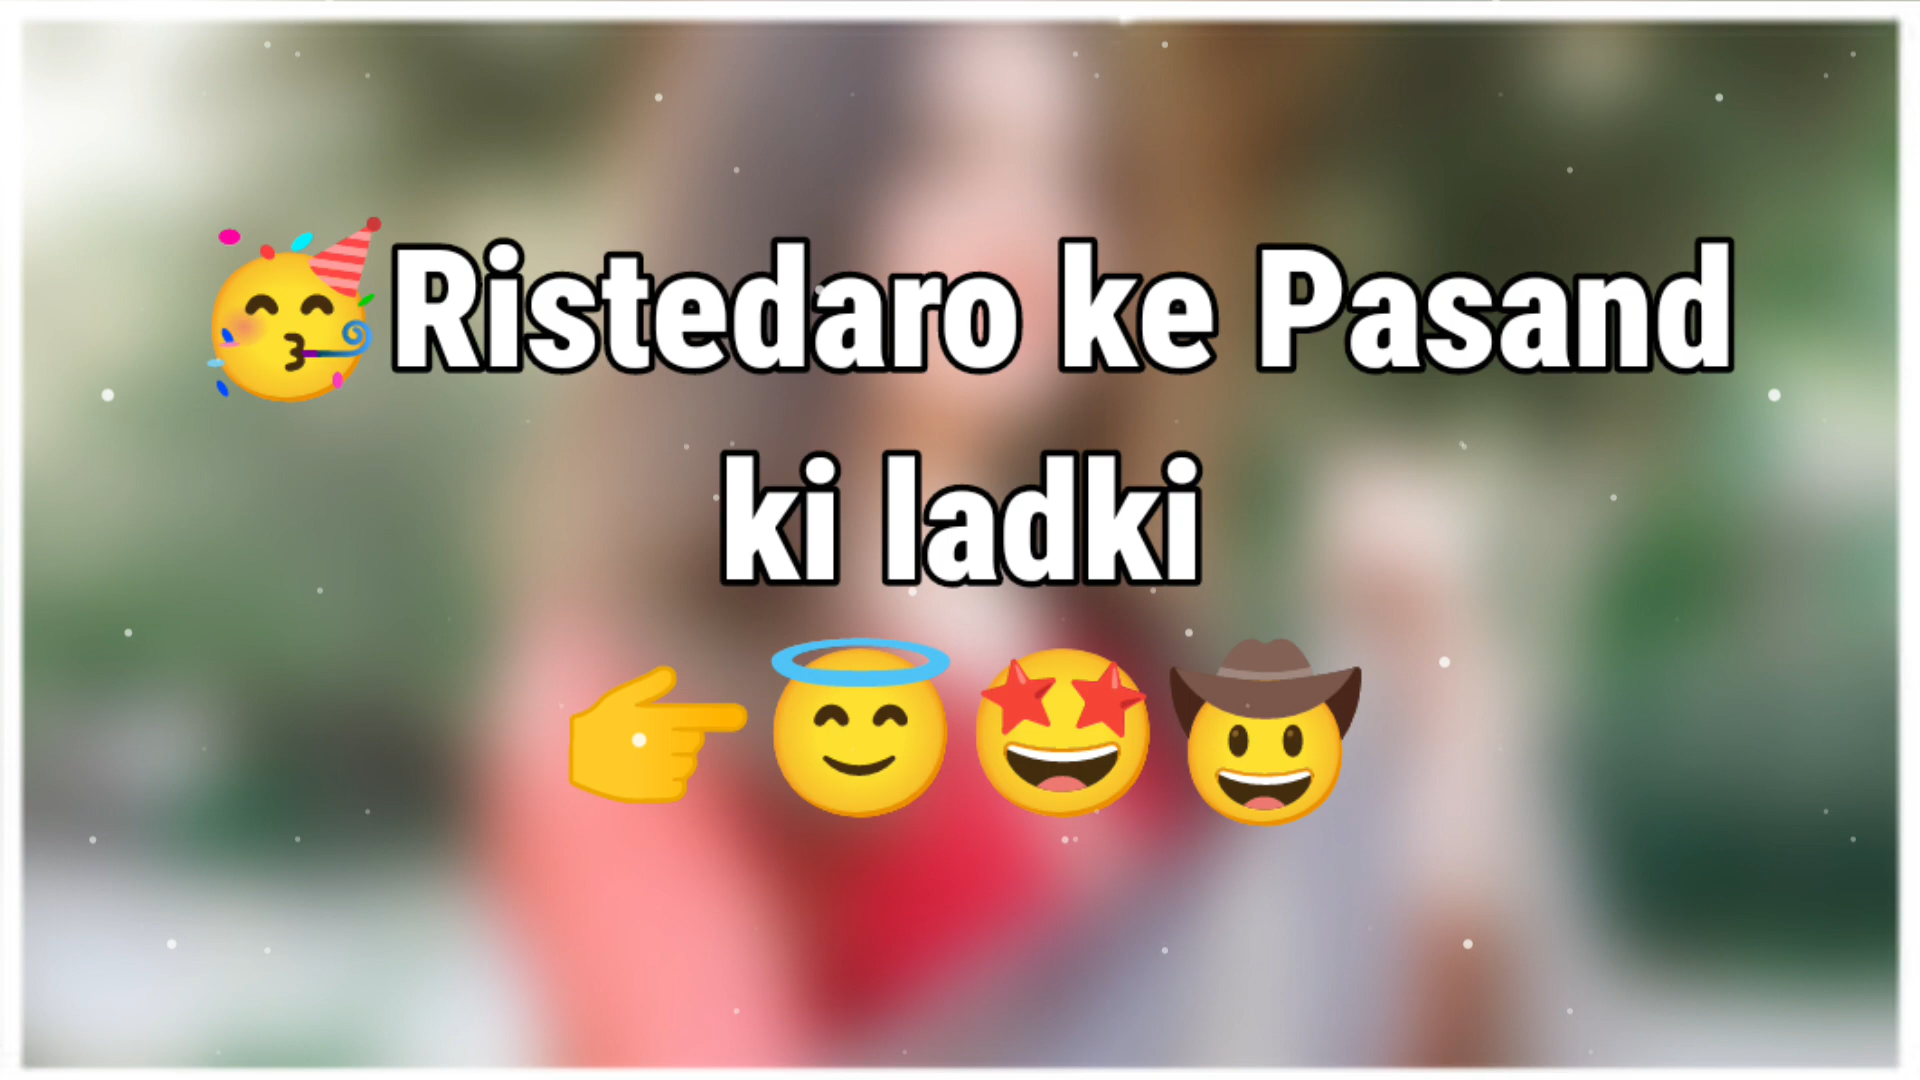 🥳Ristedaro ke Pasand
ki ladki
👉😇🤩🤠